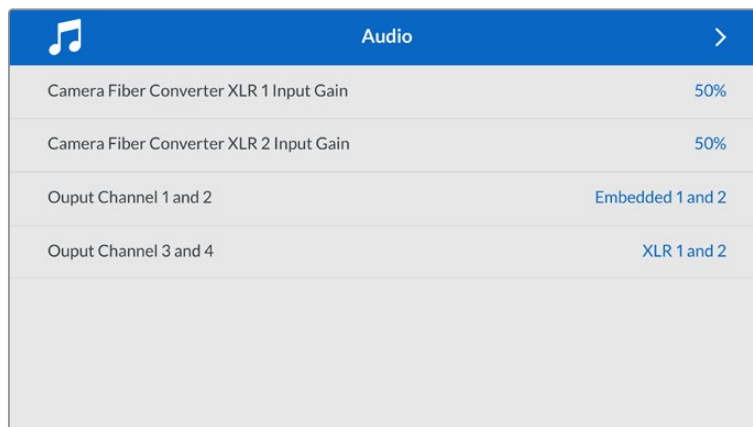 Audio
Camera Fiber Converter XLR 1 Input Gain 50%
Camera Fiber Converter XLR 2 Input Gain 50%
Ouput Channel 1 and 2 Embedded 1 and 2
Ouput Channel 3 and 4 XLR 1 and 2